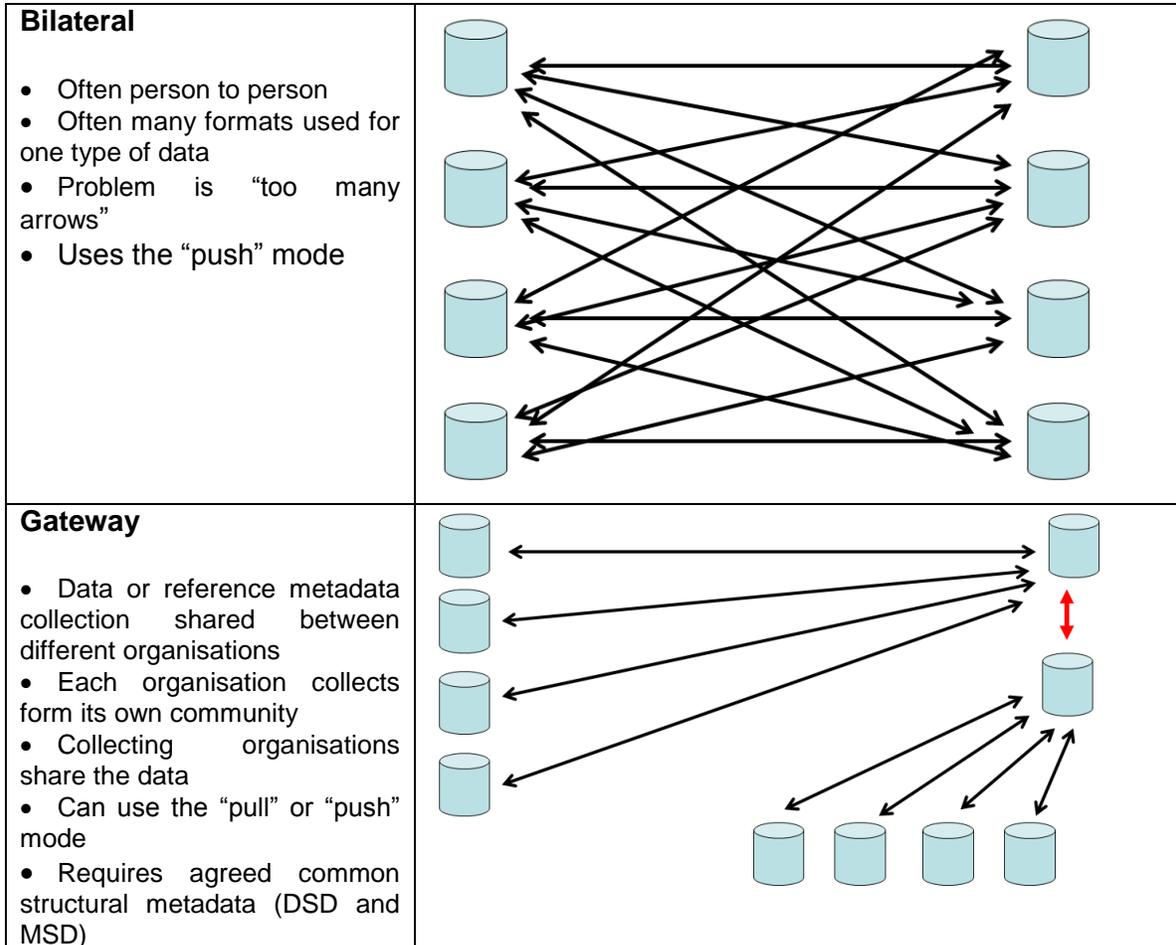 Bilateral
• Often person to person
• Often many formats used for
one type of data
• Problem is “too many
arrows”
• Uses the “push” mode
Gateway
• Data or reference metadata
collection shared between
different organisations
• Each organisation collects
form its own community
• Collecting organisations
share the data
• Can use the “pull” or “push”
mode
• Requires agreed common
structural metadata (DSD and
MSD)